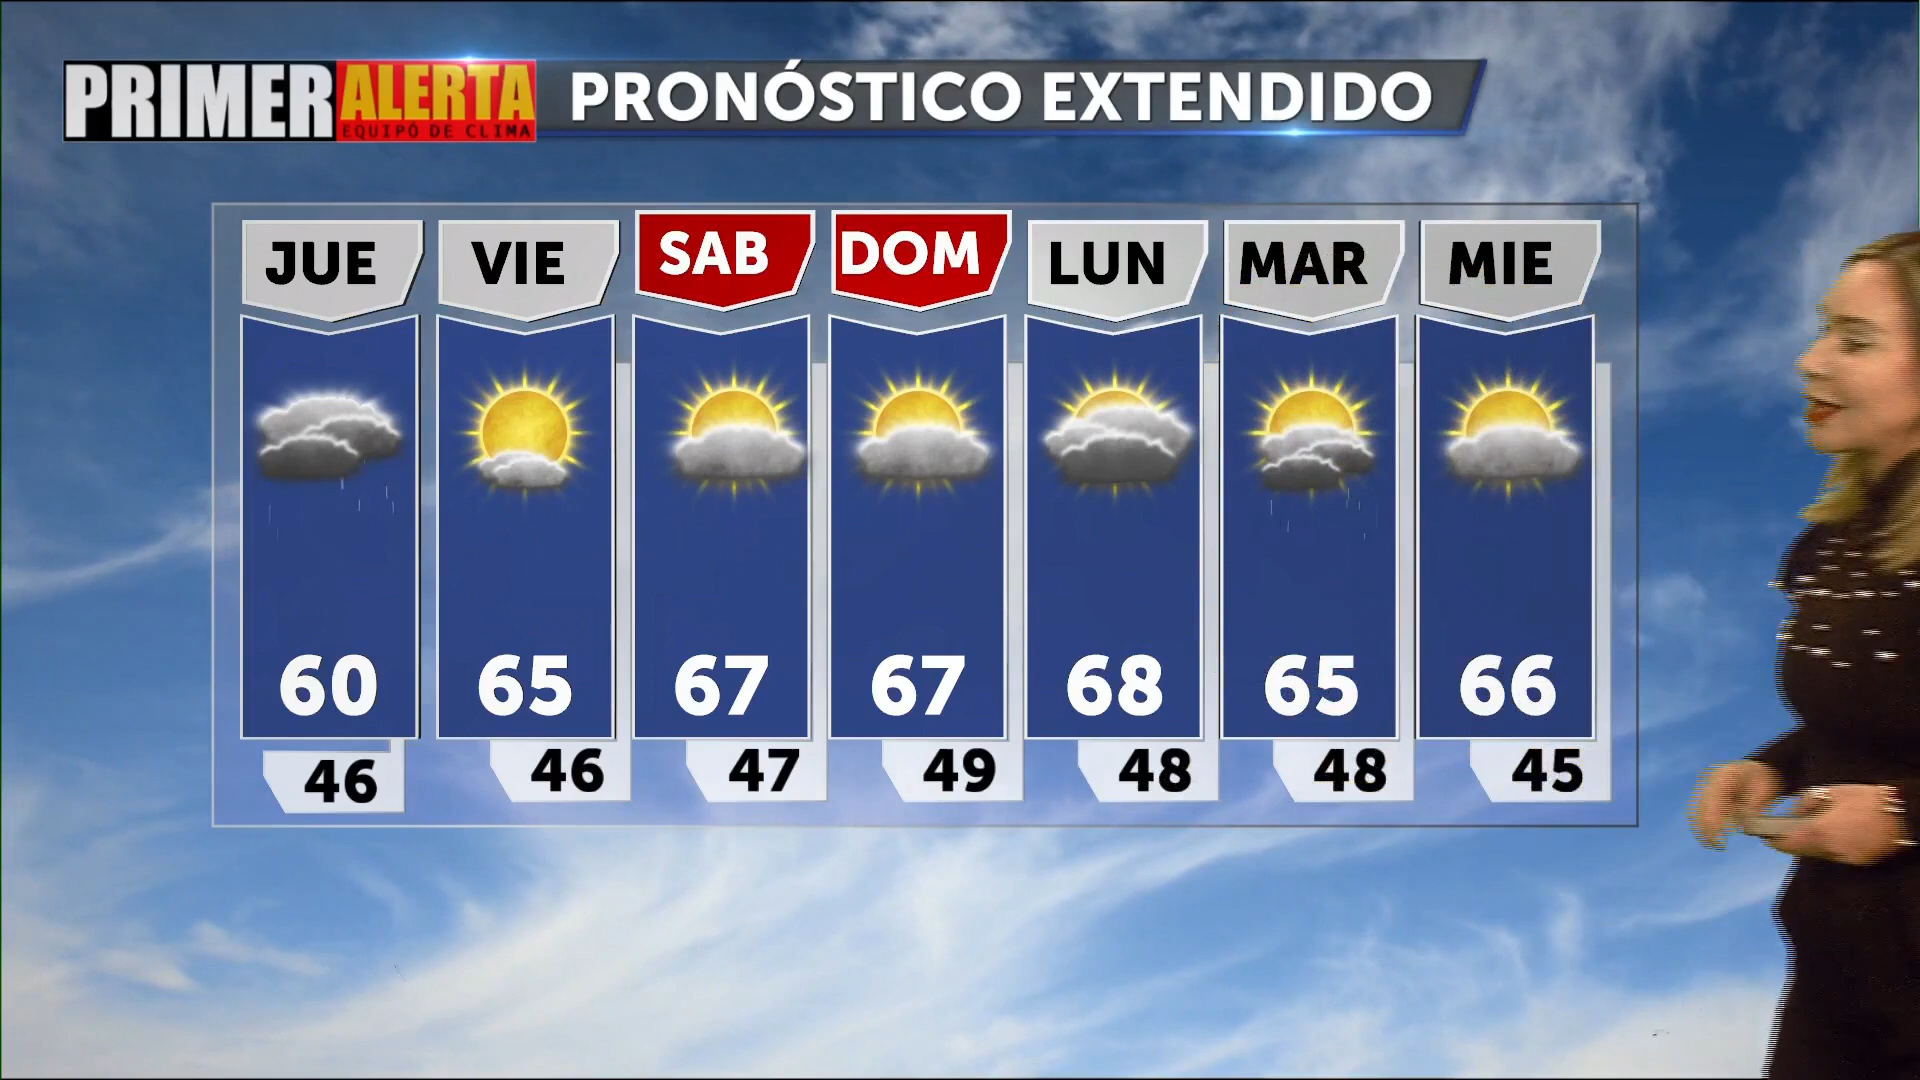 PRIMER ALERTA
EQUIPO DE CLIMA
PRONÓSTICO EXTENDIDO
JUE VIE SAB DOM LUN MAR MIE
60 65 67 67 68 65 66
46 46 47 49 48 48 45